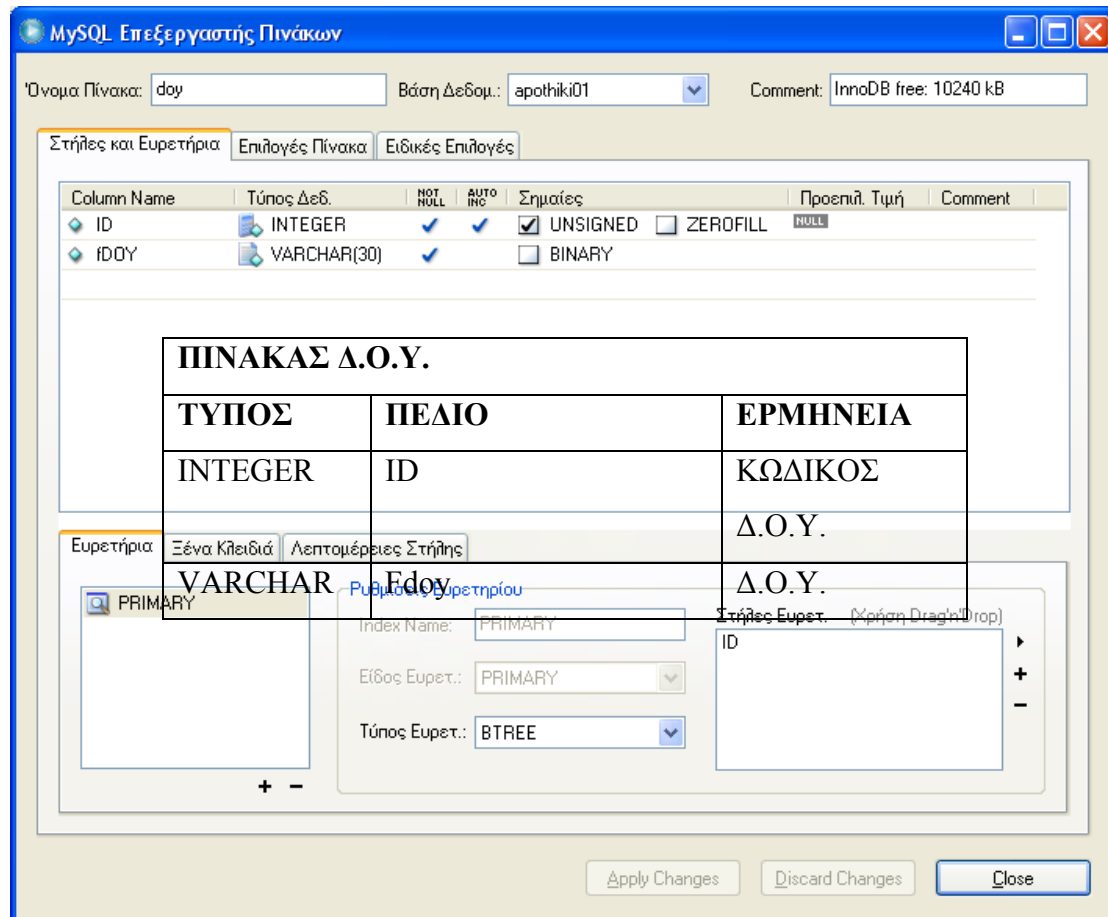 MySQL Επεξεργαστής Πινάκων
Όνομα Πίνακα: doy Βάση Δεδομ.: apothiki01 Comment: InnoDB free: 10240 kB
Στήλες και Ευρετήρια Επιλογές Πίνακα Ειδικές Επιλογές
Column Name Τύπος Δεδ. NOT NULL AUTO INC Σημαίες Προεπιλ. Τιμή Comment
ID INTEGER UNSIGNED ZEROFILL NULL
fDOY VARCHAR(30) BINARY
ΠΙΝΑΚΑΣ Δ.Ο.Υ.
ΤΥΠΟΣ ΠΕΔΙΟ ΕΡΜΗΝΕΙΑ
INTEGER ID ΚΩΔΙΚΟΣ
Δ.Ο.Υ.
VARCHAR Fdoy Δ.Ο.Υ.
Ευρετήρια Ξένα Κλειδιά Λεπτομέρειες Στήλης
PRIMARY
Ρυθμίσεις Ευρετηρίου
Index Name: PRIMARY
Στήλες Ευρετ. (Χρήση Drag'n'Drop)
ID
Είδος Ευρετ.: PRIMARY
Τύπος Ευρετ.: BTREE
Apply Changes Discard Changes Close